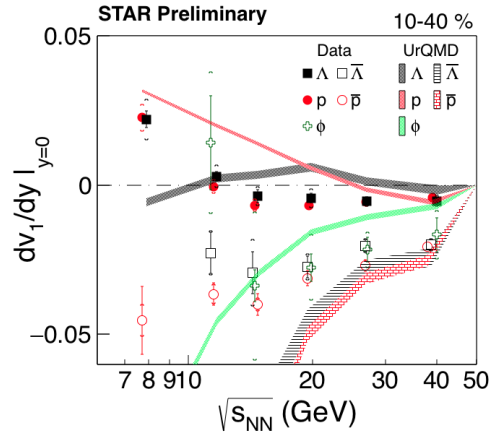 STAR Preliminary
10-40 %
Data
UrQMD
Λ
Λ̅
Λ
Λ̅
p
p̅
p
p̅
ϕ
ϕ
dv₁/dy |y=0
0.05
0
−0.05
7 8 9 10 20 30 40 50
√sNN (GeV)